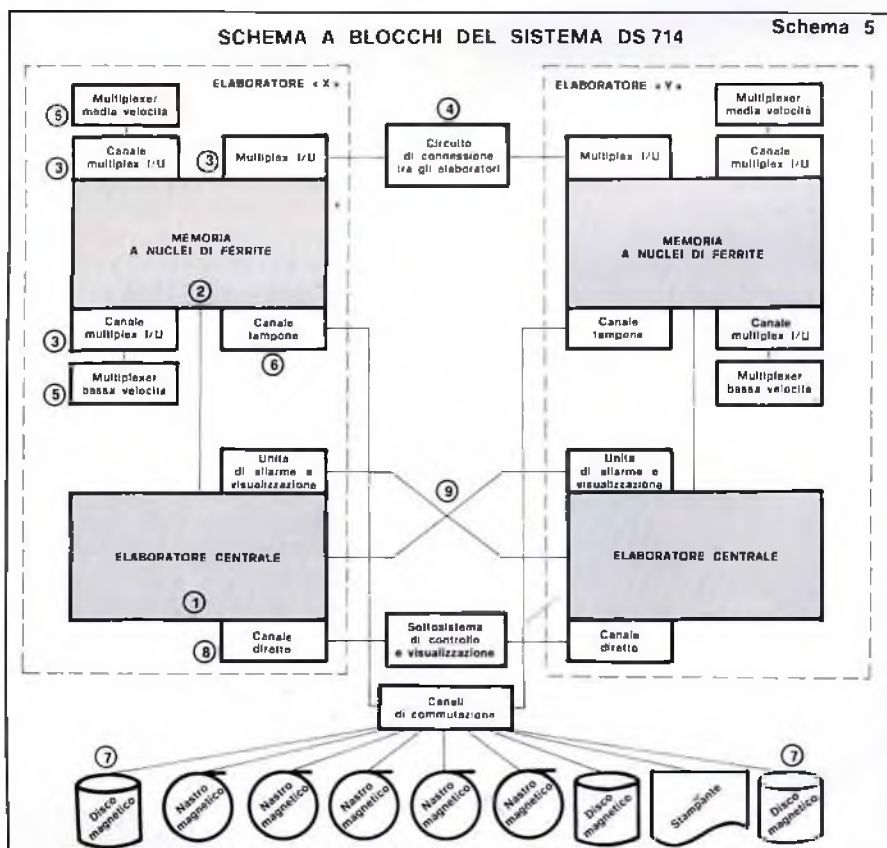 Schema 5
SCHEMA A BLOCCHI DEL SISTEMA DS 714
ELABORATORE « X »
5
Multiplexer
media velocità
3
Canale
multiplex I/U
3
Multiplex I/U
MEMORIA
A NUCLEI DI FERRITE
2
3
Canale
multiplex I/U
Canale
tampone
6
5
Multiplexer
bassa velocità
Unità
di allarme e
visualizzazione
ELABORATORE CENTRALE
1
8
Canale
diretto
4
Circuito
di connessione
tra gli elaboratori
9
Sottosistema
di controllo
e visualizzazione
Canali
di commutazione
ELABORATORE « Y »
Multiplexer
media velocità
Multiplex I/U
Canale
multiplex I/U
MEMORIA
A NUCLEI DI FERRITE
Canale
tampone
Canale
multiplex I/U
Multiplexer
bassa velocità
Unità
di allarme e
visualizzazione
ELABORATORE CENTRALE
Canale
diretto
7
Disco
magnetico
Nastro
magnetico
Nastro
magnetico
Nastro
magnetico
Nastro
magnetico
Nastro
magnetico
Disco
magnetico
Stampante
7
Disco
magnetico